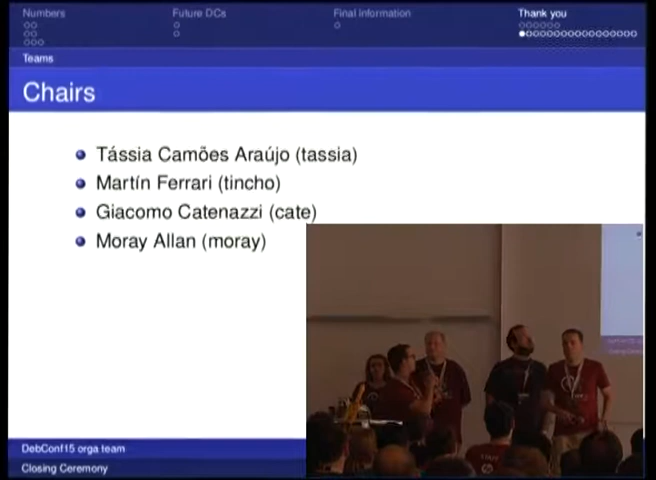 Numbers
Future DCs
Final Information
Thank you
Teams
Chairs
Tássia Camões Araújo (tassia)
Martín Ferrari (tincho)
Giacomo Catenazzi (cate)
Moray Allan (moray)
DebConf15 orga team
Closing Ceremony